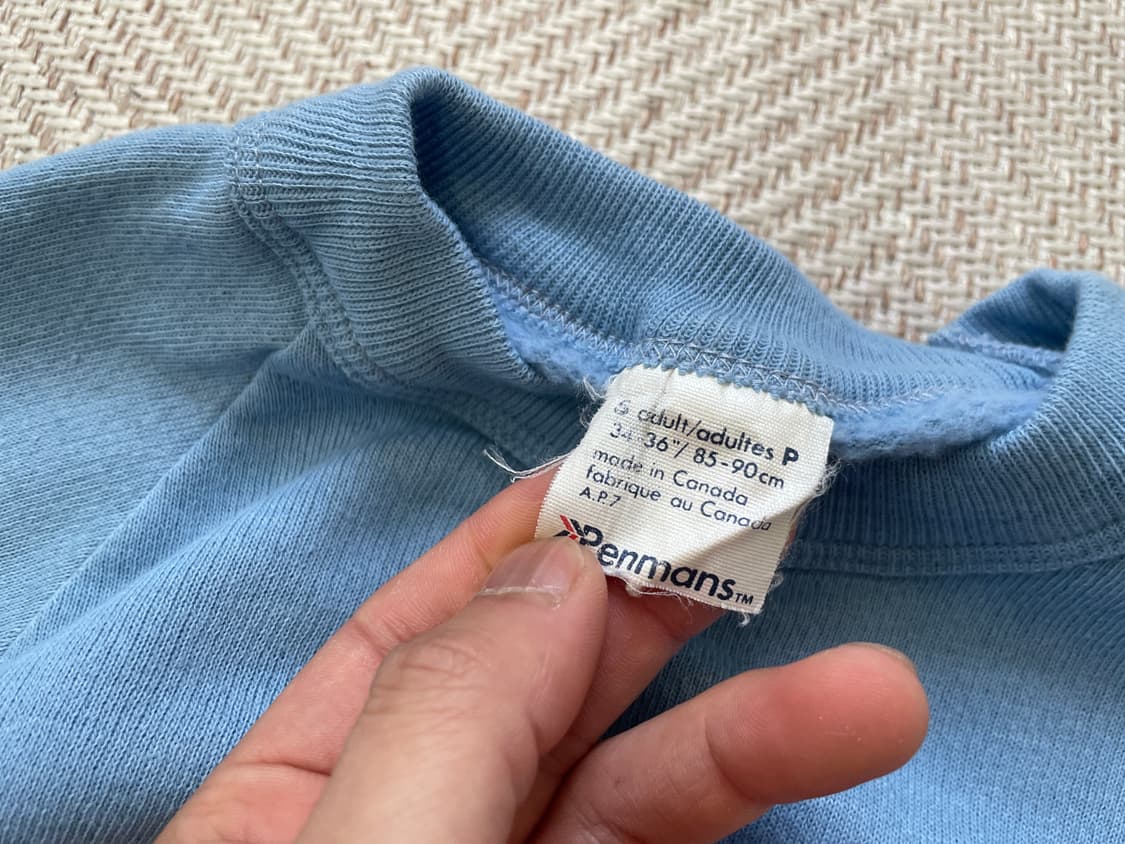 S adult/adultes P
34-36"/85-90cm
made in Canada
fabrique au Canada
A.P.7
Penmans™